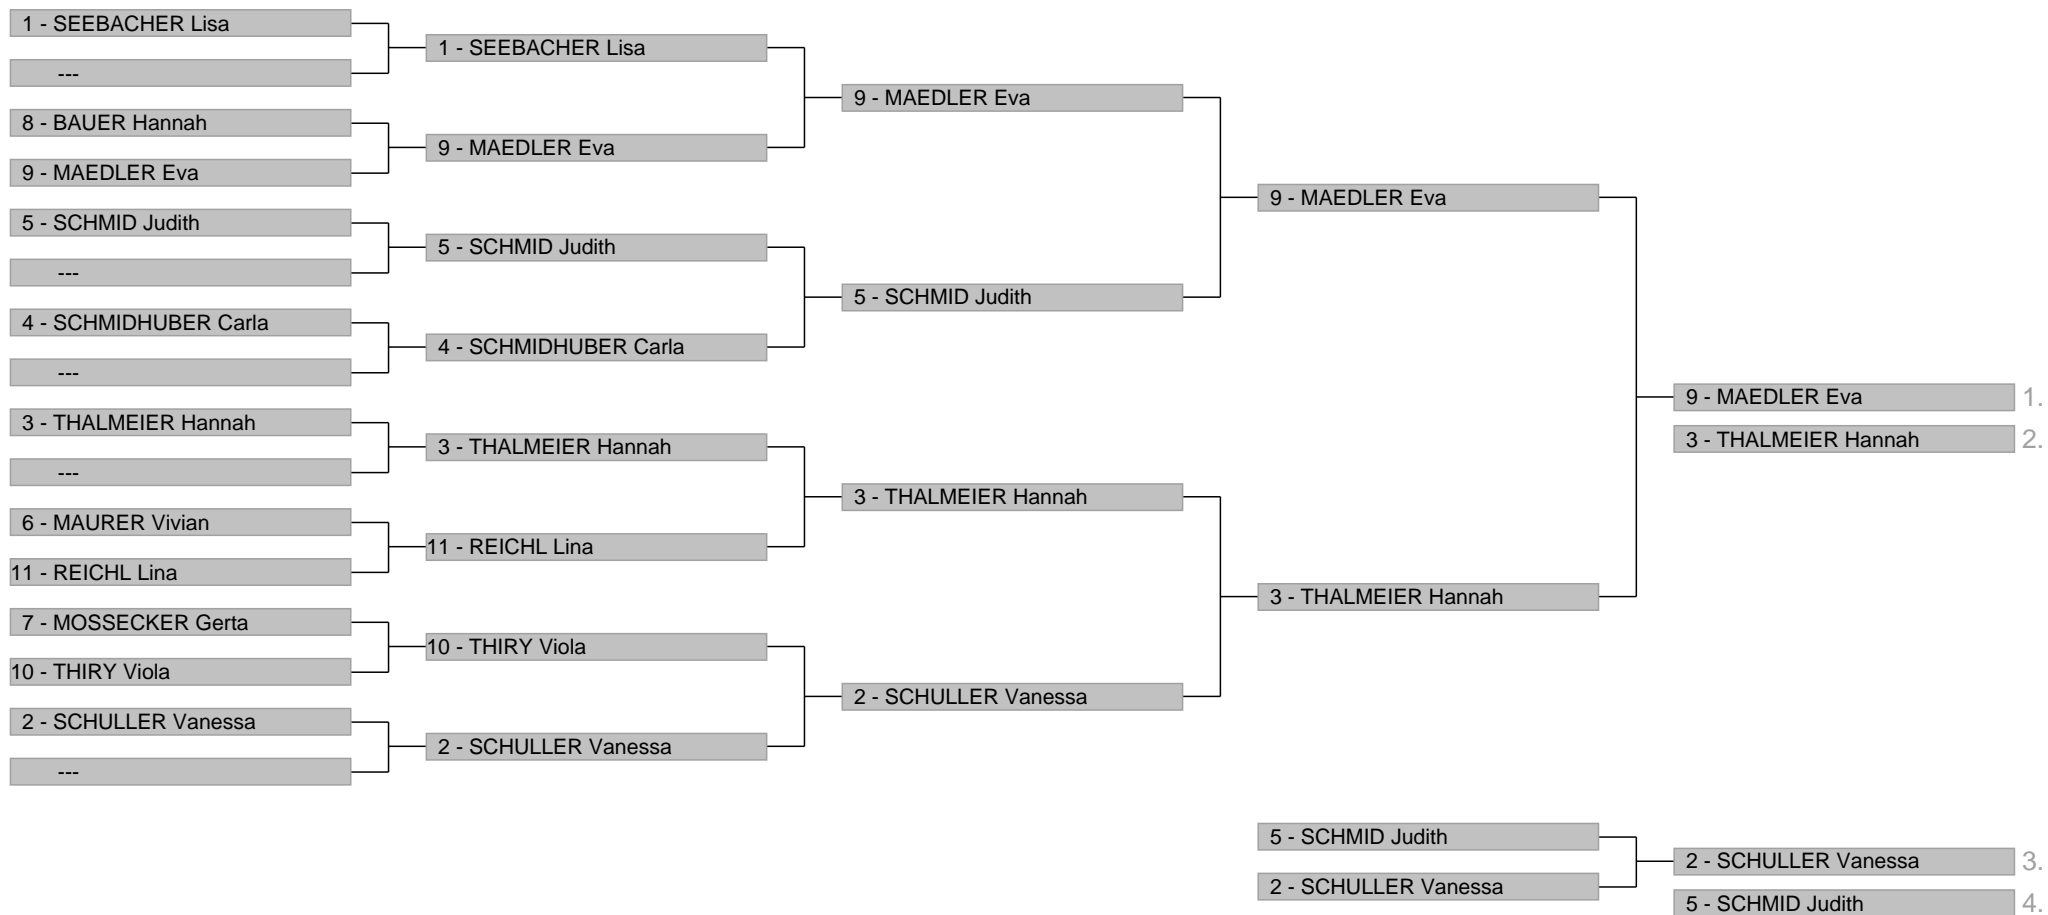 1 - SEEBACHER Lisa
---
8 - BAUER Hannah
9 - MAEDLER Eva
5 - SCHMID Judith
---
4 - SCHMIDHUBER Carla
---
3 - THALMEIER Hannah
---
6 - MAURER Vivian
11 - REICHL Lina
7 - MOSSECKER Gerta
10 - THIRY Viola
2 - SCHULLER Vanessa
---
1 - SEEBACHER Lisa
9 - MAEDLER Eva
5 - SCHMID Judith
4 - SCHMIDHUBER Carla
3 - THALMEIER Hannah
11 - REICHL Lina
10 - THIRY Viola
2 - SCHULLER Vanessa
9 - MAEDLER Eva
5 - SCHMID Judith
3 - THALMEIER Hannah
2 - SCHULLER Vanessa
9 - MAEDLER Eva
3 - THALMEIER Hannah
9 - MAEDLER Eva 1.
3 - THALMEIER Hannah 2.
5 - SCHMID Judith
2 - SCHULLER Vanessa
2 - SCHULLER Vanessa 3.
5 - SCHMID Judith 4.